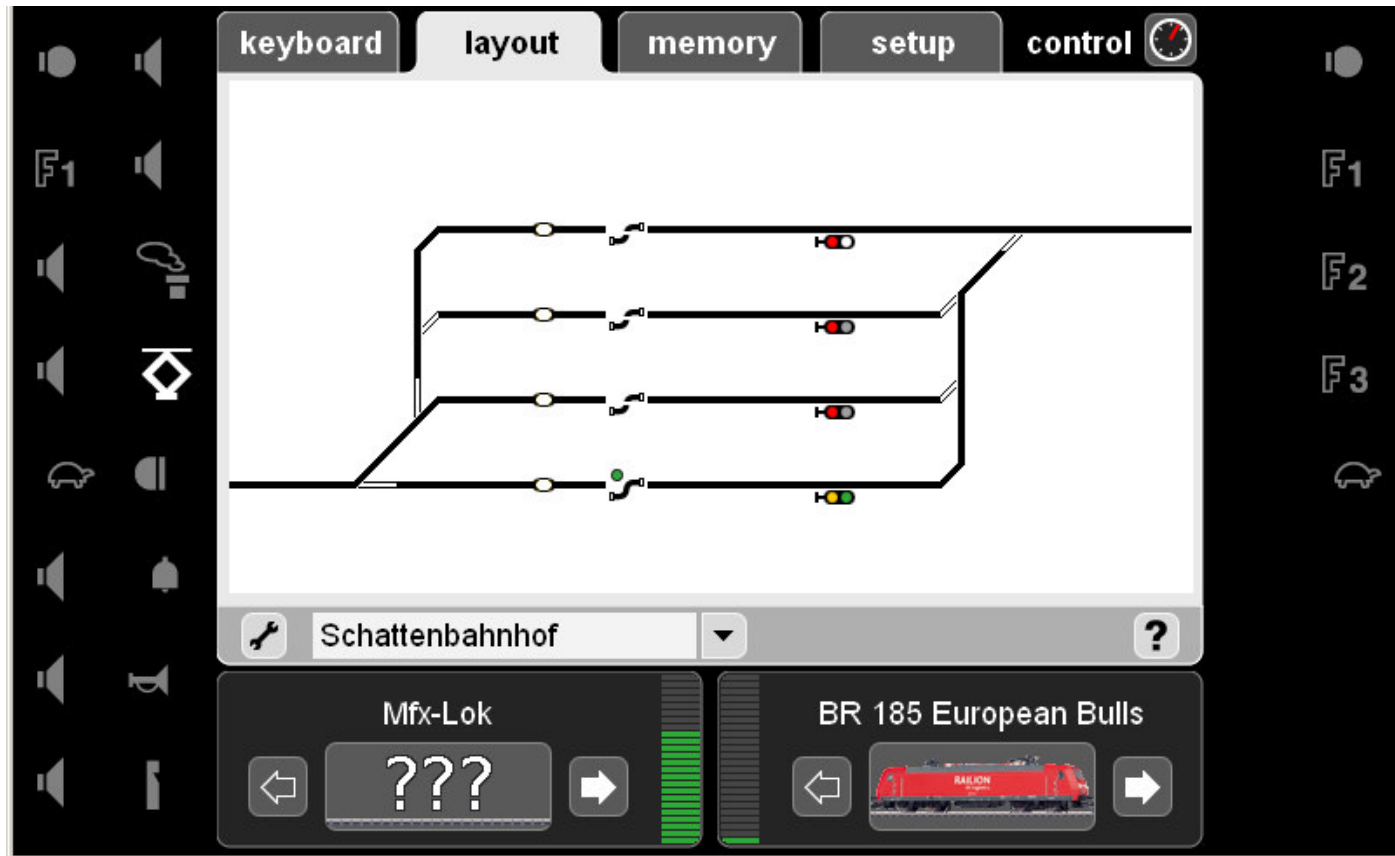 keyboard layout memory setup control
F1 F1
F2
F3
Schattenbahnhof ?
Mfx-Lok BR 185 European Bulls
??? RAILION